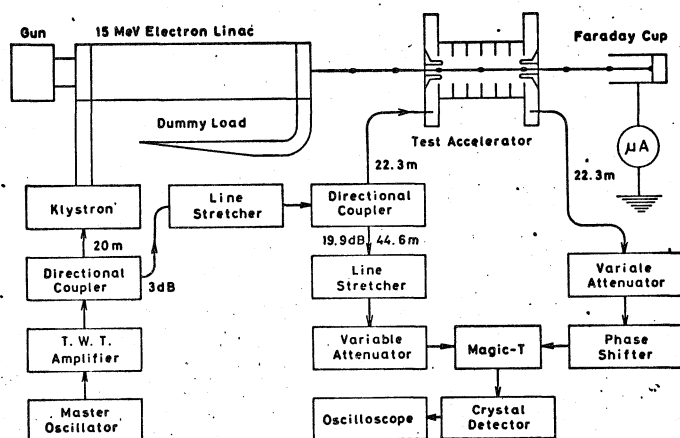 Gun
15 MeV Electron Linac
Faraday Cup
Dummy Load
Test Accelerator
μA
22.3m
22.3m
Klystron
Line
Stretcher
Directional
Coupler
20m
19.9dB
44.6m
Directional
Coupler
3dB
Line
Stretcher
Variale
Attenuator
T. W. T.
Amplifier
Variable
Attenuator
Magic-T
Phase
Shifter
Master
Oscillator
Oscilloscope
Crystal
Detector